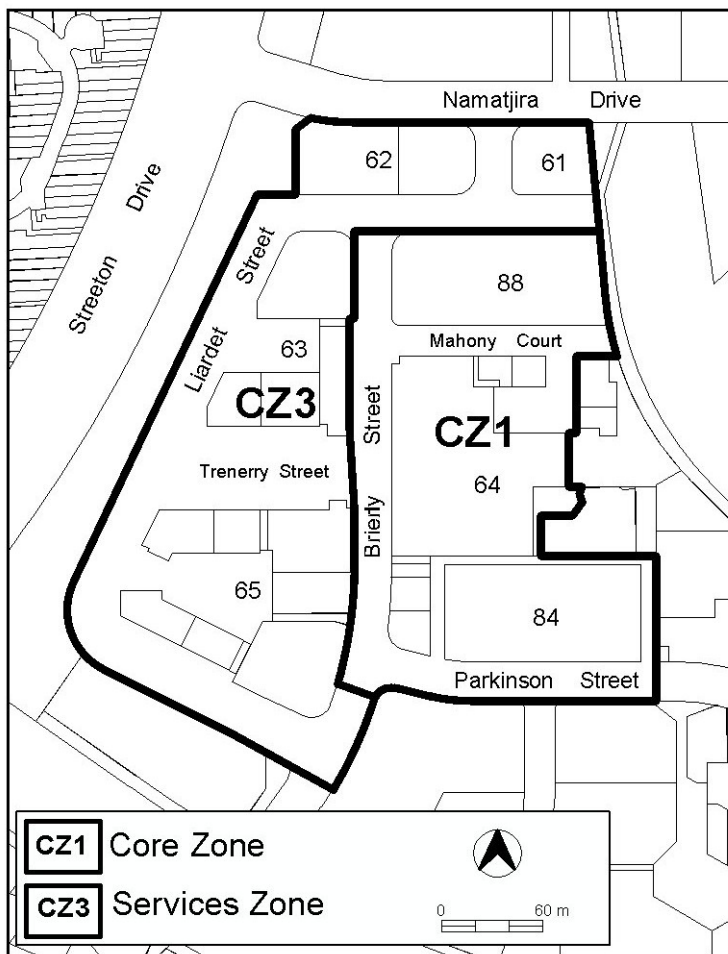 Namatjira Drive
62
61
Streeton Drive
Liardet Street
88
Mahony Court
63
CZ3
Brierly Street
CZ1
Trenerry Street
64
65
84
Parkinson Street
CZ1 Core Zone
CZ3 Services Zone
0 60 m